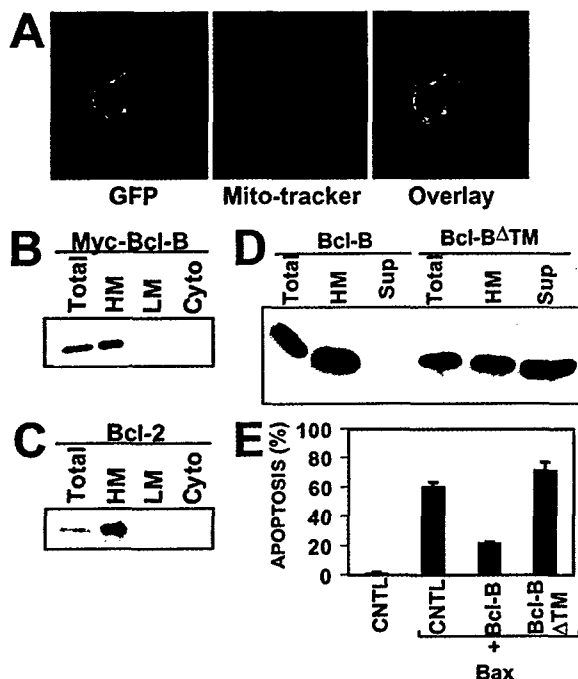 A
GFP Mito-tracker Overlay
B
Myc-Bcl-B
Total HM LM Cyto
C
Bcl-2
Total HM LM Cyto
D
Bcl-B Bcl-BΔTM
Total HM Sup Total HM Sup
E
APOPTOSIS (%)
100
80
60
40
20
0
CNTL CNTL +Bcl-B Bcl-B ΔTM
Bax